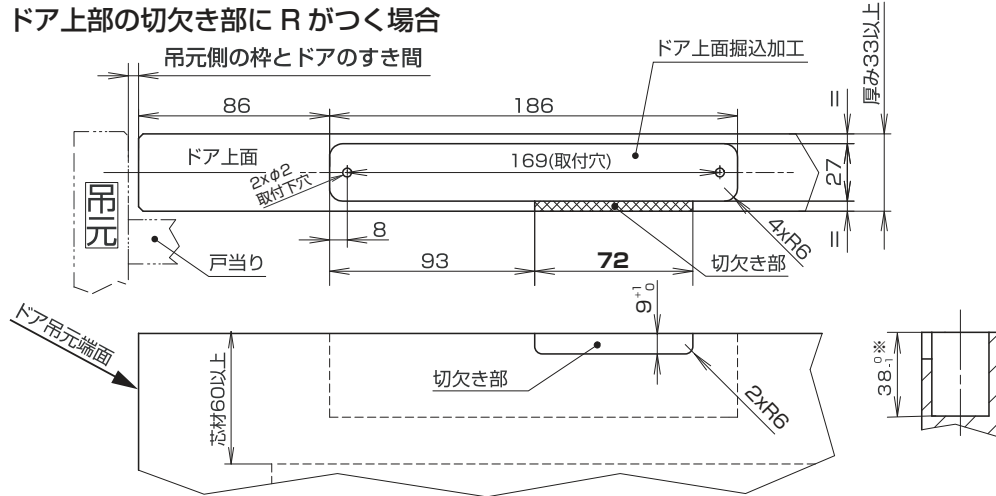 ドア上部の切欠き部に R がつく場合
吊元側の枠とドアのすき間
ドア上面掘込加工
厚み33以上
86
186
=
ドア上面
169(取付穴)
2xφ2
取付下穴
27
吊元
8
=
4xR6
戸当り
93
72
切欠き部
9 +1 0
ドア吊元端面
芯材60以上
切欠き部
2xR6
38 0 -1 ※